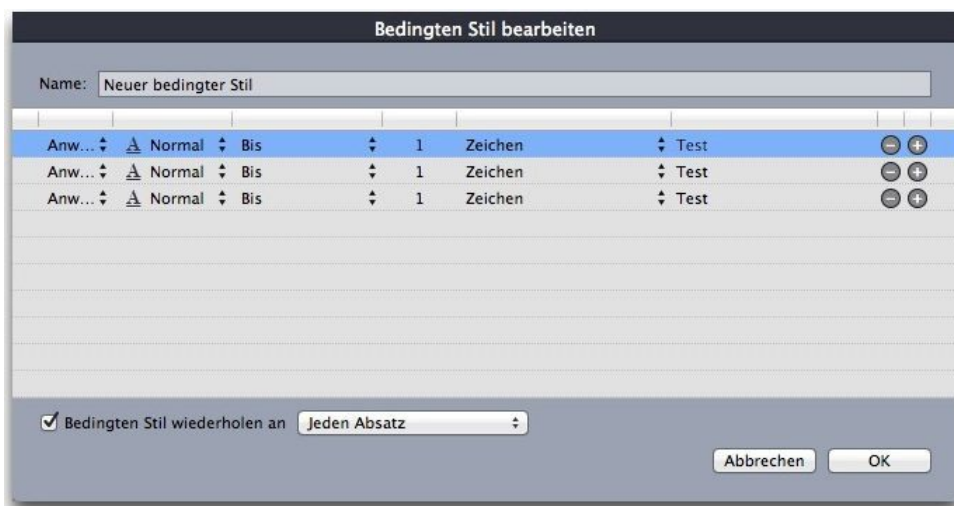 Bedingten Stil bearbeiten
Name: Neuer bedingter Stil
Anw... A Normal Bis 1 Zeichen Test
Anw... A Normal Bis 1 Zeichen Test
Anw... A Normal Bis 1 Zeichen Test
Bedingten Stil wiederholen an Jeden Absatz
Abbrechen OK